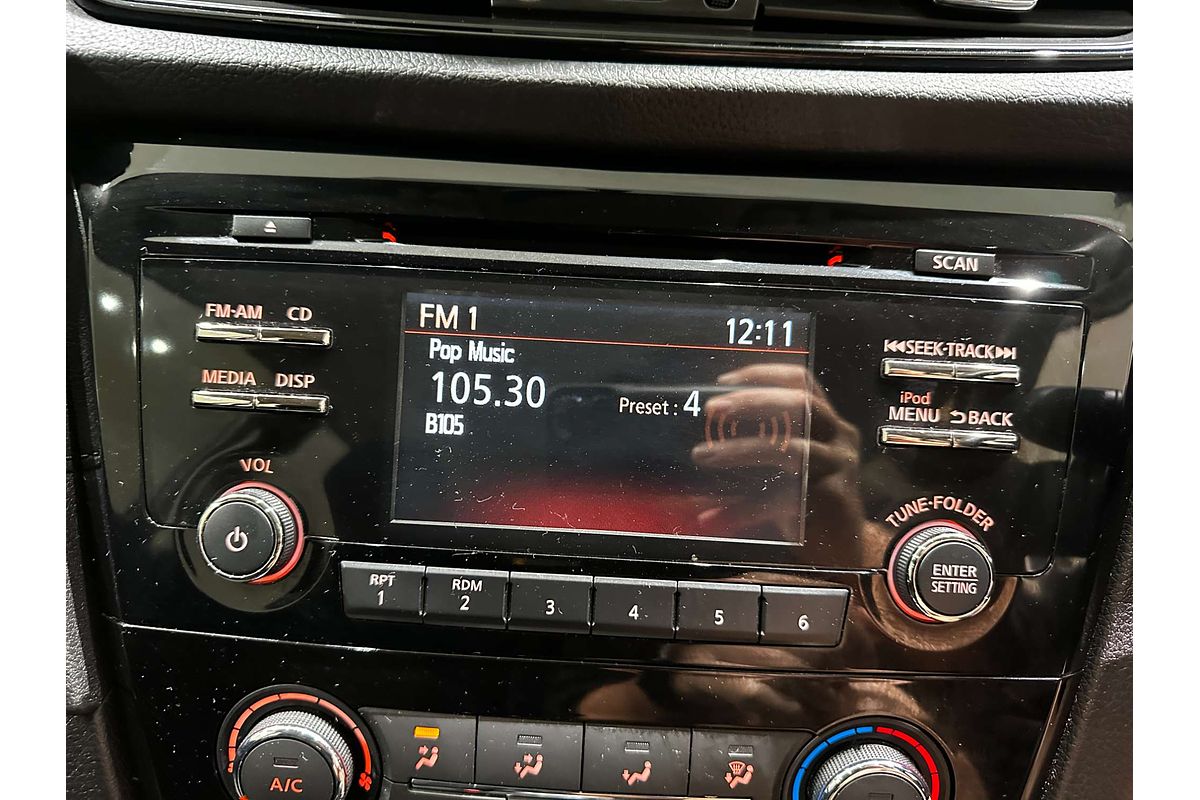 SCAN
FM·AM CD
FM 1 12:11
SEEK·TRACK
Pop Music
MEDIA DISP
105.30
Preset : 4
iPod
MENU BACK
B105
VOL
TUNE·FOLDER
ENTER
SETTING
RPT RDM
1 2 3 4 5 6
A/C